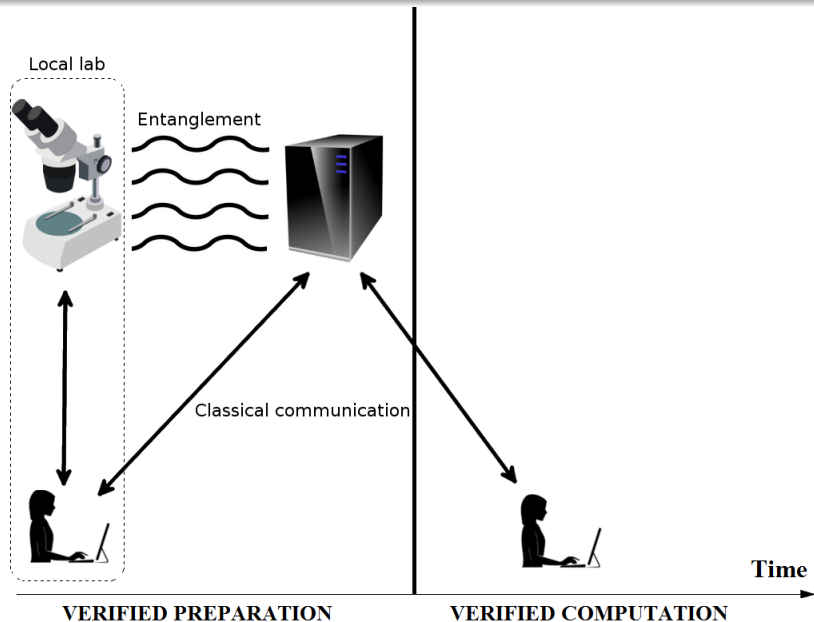 Local lab
Entanglement
Classical communication
Time
VERIFIED PREPARATION
VERIFIED COMPUTATION